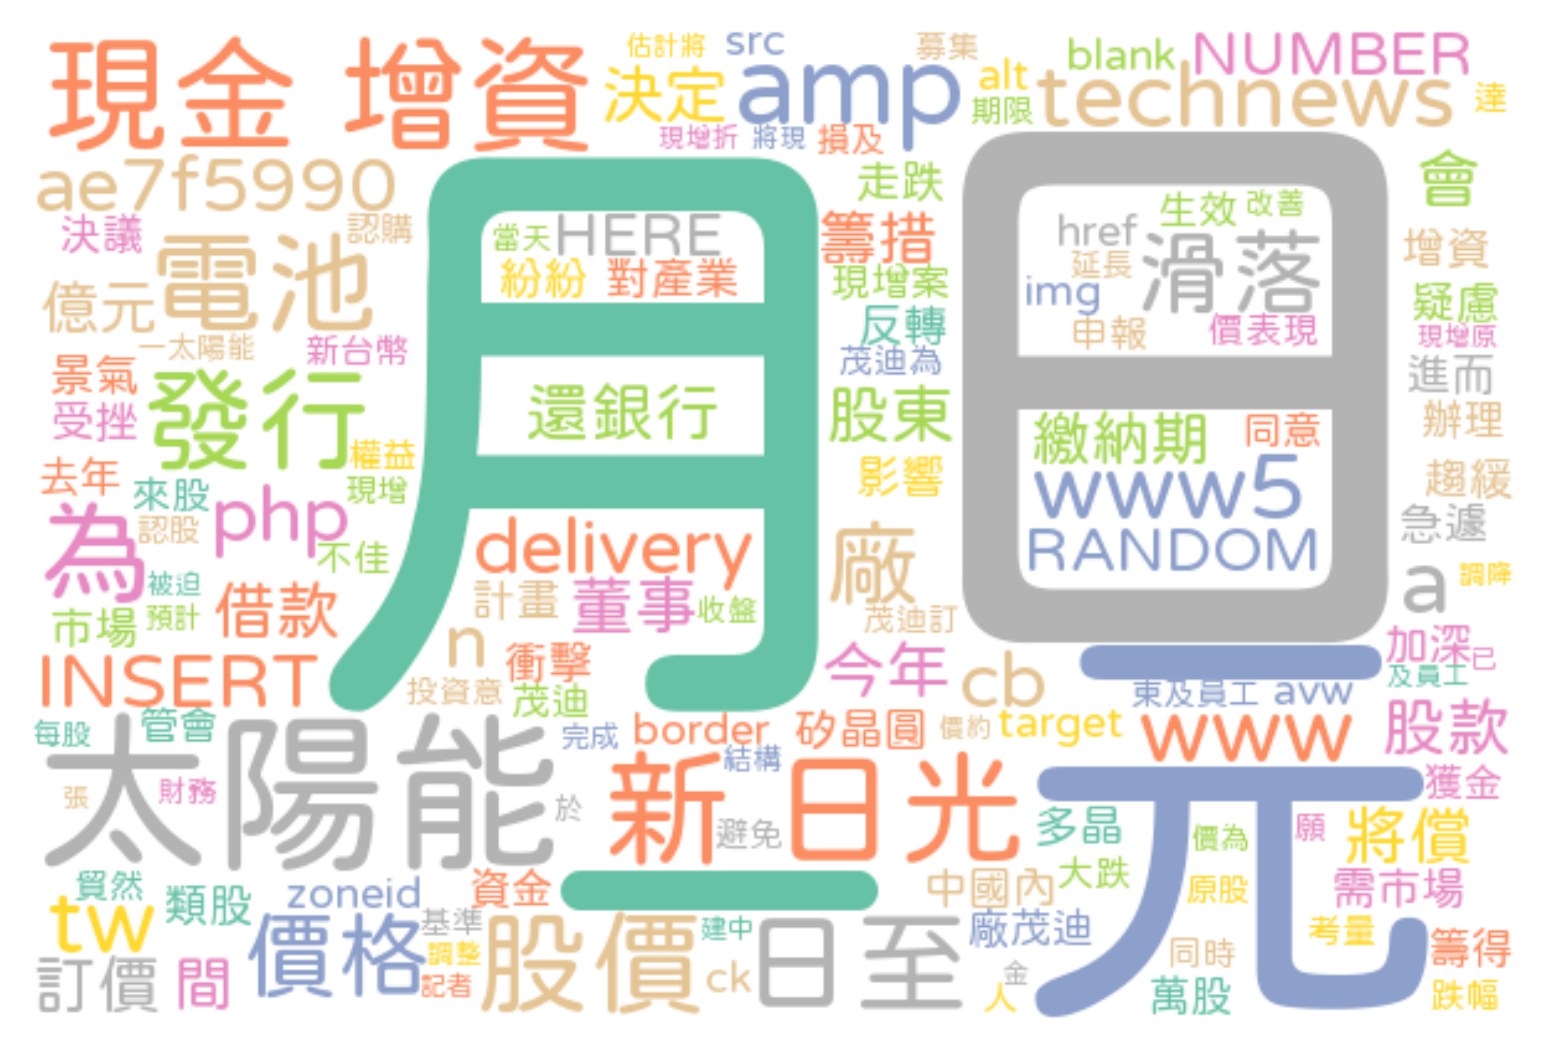 現金 增資
估計將
src
決定
amp
募集
alt
blank
NUMBER
期限
technews
達
現增折
將現
損及
ae7f5990
決議
認購
電池
億元
一太陽能
新台幣
景氣
受挫
發行
權益
去年
來股
現增
php
認股
不佳
為
被迫
市場
預計
借款
INSERT
月
當天
HERE
紛紛
對產業
還銀行
delivery
計畫
董事
收盤
n
衝擊
投資意
茂迪
走跌
籌措
現增案
反轉
茂迪為
股東
影響
廠
茂迪訂
今年
日
生效
改善
href
滑落
延長
img
申報
價表現
繳納期
同意
www5
RANDOM
會
增資
疑慮
現增原
進而
辦理
趨緩
急遽
a
調降
加深
已
及員工
cb
東及員工
avw
每股
管會
太陽能
張
財務
於
完成
border
矽晶圓
價約
target
www
股款
結構
新日光
避免
元
獲金
多晶
價為
願
將償
大跌
原股
需市場
貿然
類股
zoneid
資金
一
中國內
tw
價格
基準
調整
記者
股價
建中
ck
日至
廠茂迪
金
人
同時
考量
籌得
萬股
跌幅
訂價
間